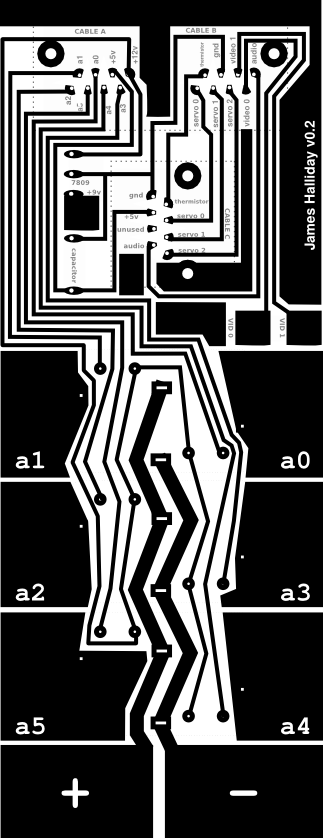 CABLE A
CABLE B
a1
a0
+5v
+12v
thermistor
gnd
video 1
audio
a2
a5
a4
a3
servo 0
servo 1
servo 2
video 0
James Halliday v0.2
7809
+9v
capacitor
gnd
+5v
unused
audio
thermistor
servo 0
servo 1
servo 2
CABLE C
VID 0
VID 1
a1
a0
a2
a3
a5
a4
+
−